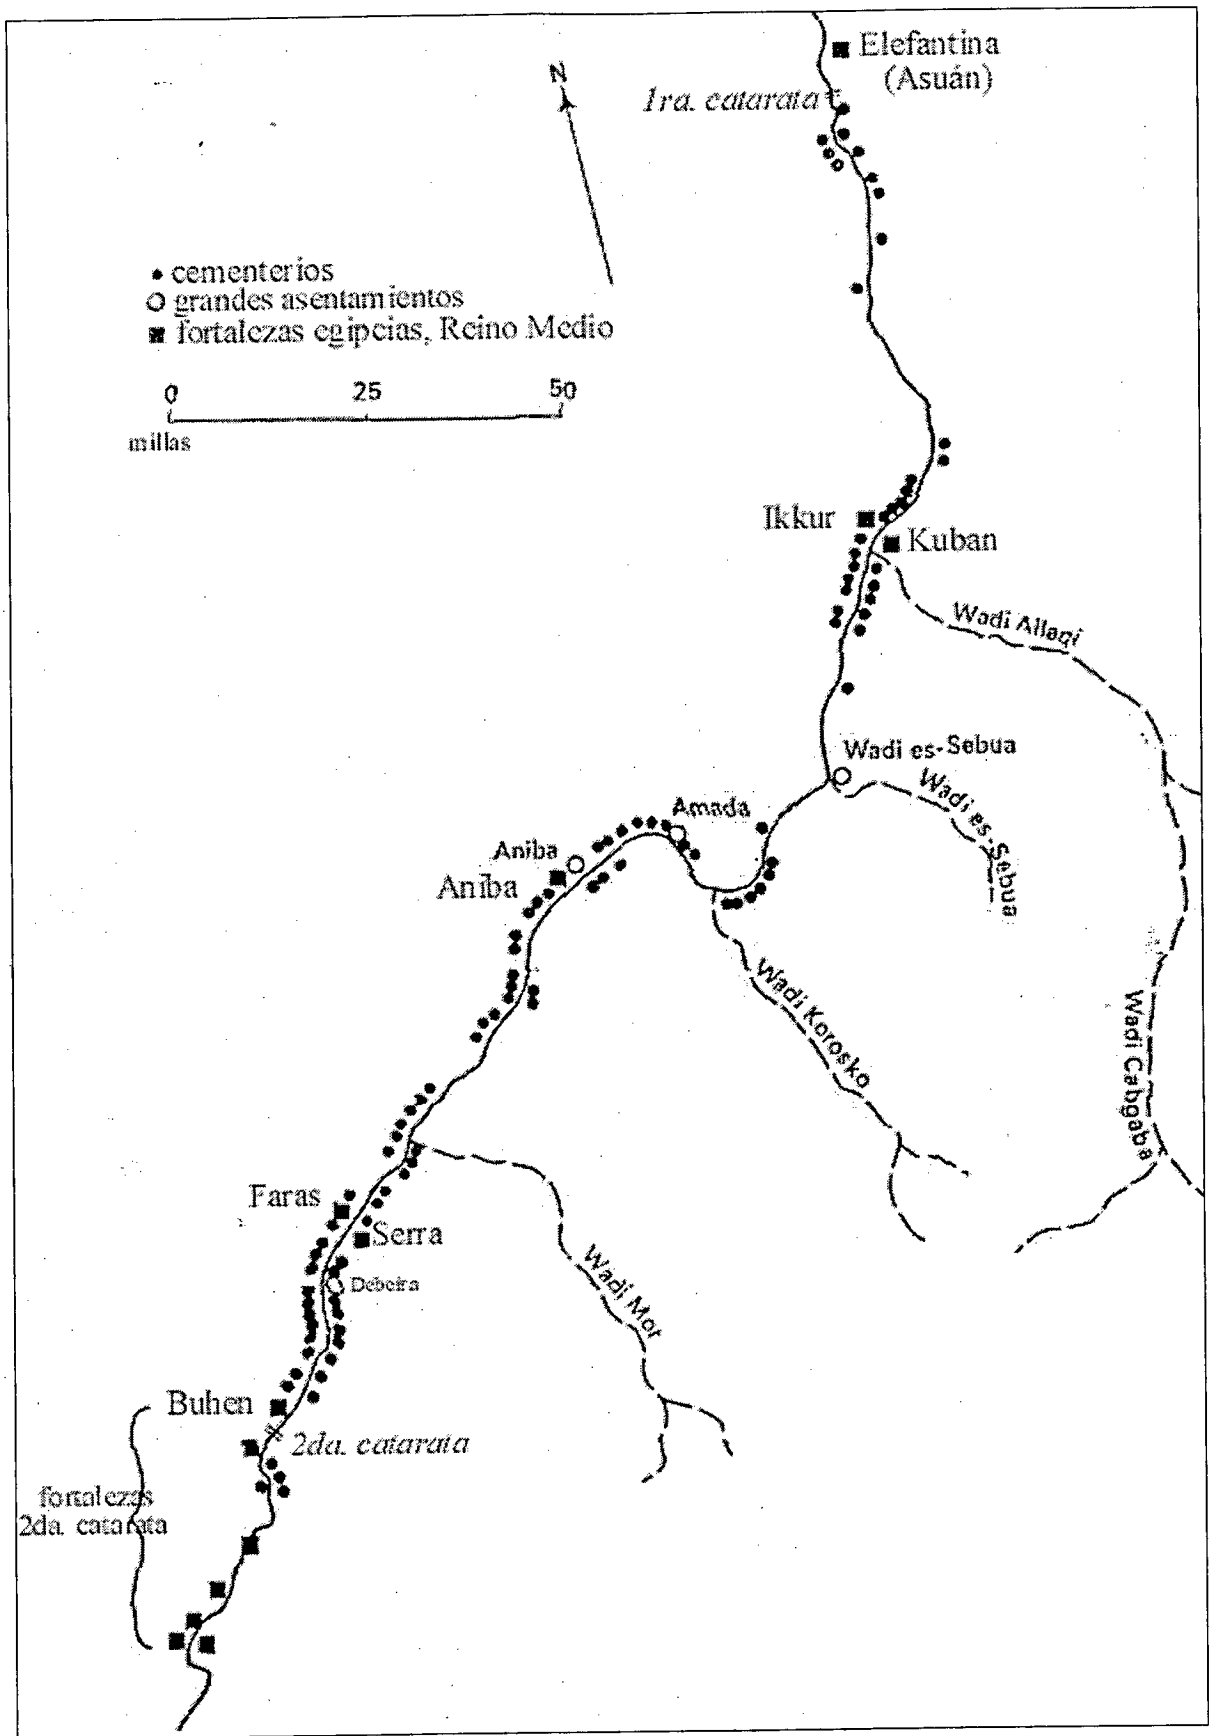 Elefantina
(Asuán)
N
1ra. catarata
cementerios
grandes asentamientos
fortalezas egipcias, Reino Medio
0 25 50
millas
Ikkur
Kuban
Wadi Allaqi
Wadi es-Sebua
Wadi es-Sebua
Amada
Aniba
Aniba
Wadi Korosko
Wadi Cabgaba
Faras
Serra
Debeira
Wadi Mor
Buhen
2da. catarata
fortalezas
2da. catarata